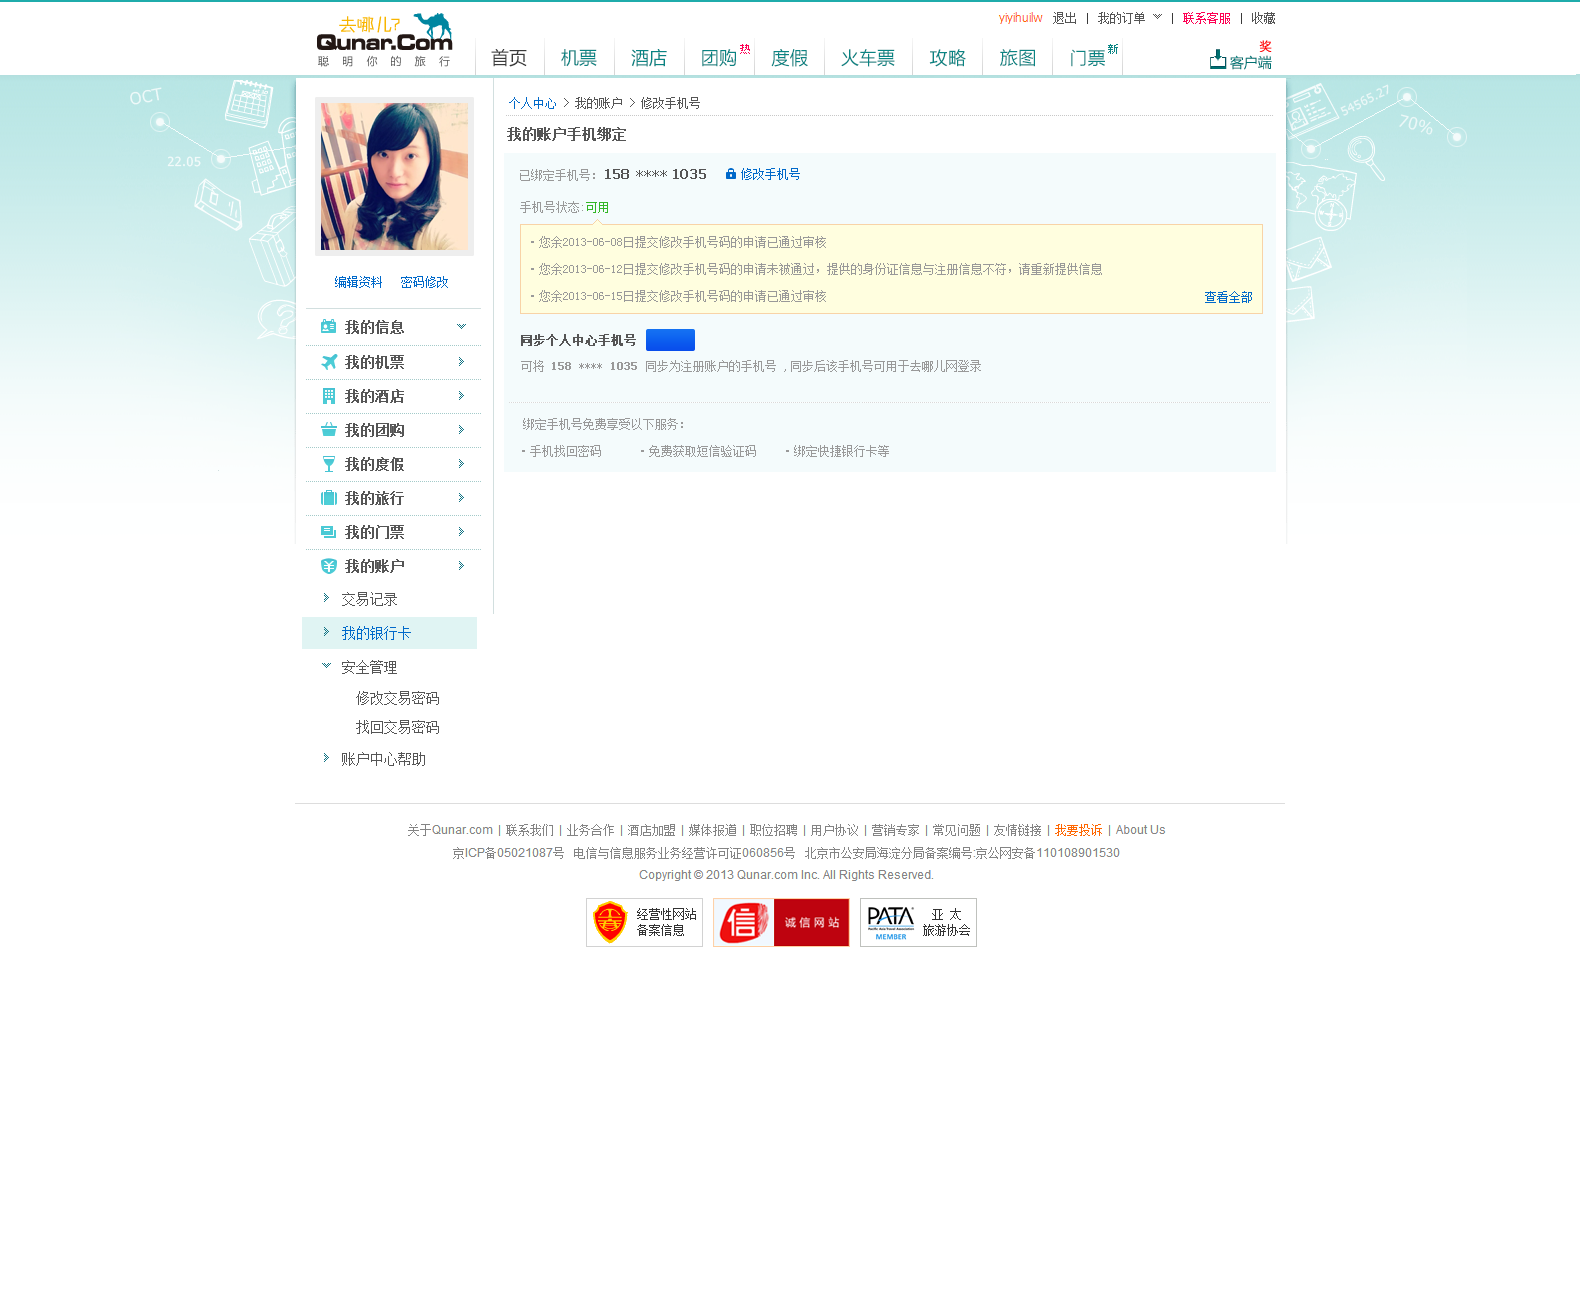 yiyihuilw 退出 | 我的订单 | 联系客服 | 收藏
去哪儿?
Qunar.Com
聪明你的旅行
首页 机票 酒店 团购 热 度假 火车票 攻略 旅图 门票 新
奖
客户端
OCT
22.05
54565.27
70%
个人中心 > 我的账户 > 修改手机号
我的账户手机绑定
已绑定手机号： 158 **** 1035 修改手机号
手机号状态:可用
· 您余2013-06-08日提交修改手机号码的申请已通过审核
· 您余2013-06-12日提交修改手机号码的申请未被通过，提供的身份证信息与注册信息不符，请重新提供信息
· 您余2013-06-15日提交修改手机号码的申请已通过审核
查看全部
同步个人中心手机号
可将 158 **** 1035 同步为注册账户的手机号 , 同步后该手机号可用于去哪儿网登录
绑定手机号免费享受以下服务：
· 手机找回密码 · 免费获取短信验证码 · 绑定快捷银行卡等
编辑资料 密码修改
我的信息
我的机票
我的酒店
我的团购
我的度假
我的旅行
我的门票
我的账户
交易记录
我的银行卡
安全管理
修改交易密码
找回交易密码
账户中心帮助
关于Qunar.com | 联系我们 | 业务合作 | 酒店加盟 | 媒体报道 | 职位招聘 | 用户协议 | 营销专家 | 常见问题 | 友情链接 | 我要投诉 | About Us
京ICP备05021087号 电信与信息服务业务经营许可证060856号 北京市公安局海淀分局备案编号:京公网安备110108901530
Copyright © 2013 Qunar.com Inc. All Rights Reserved.
经营性网站
备案信息
信 诚信网站
PATA
MEMBER
亚 太
旅游协会